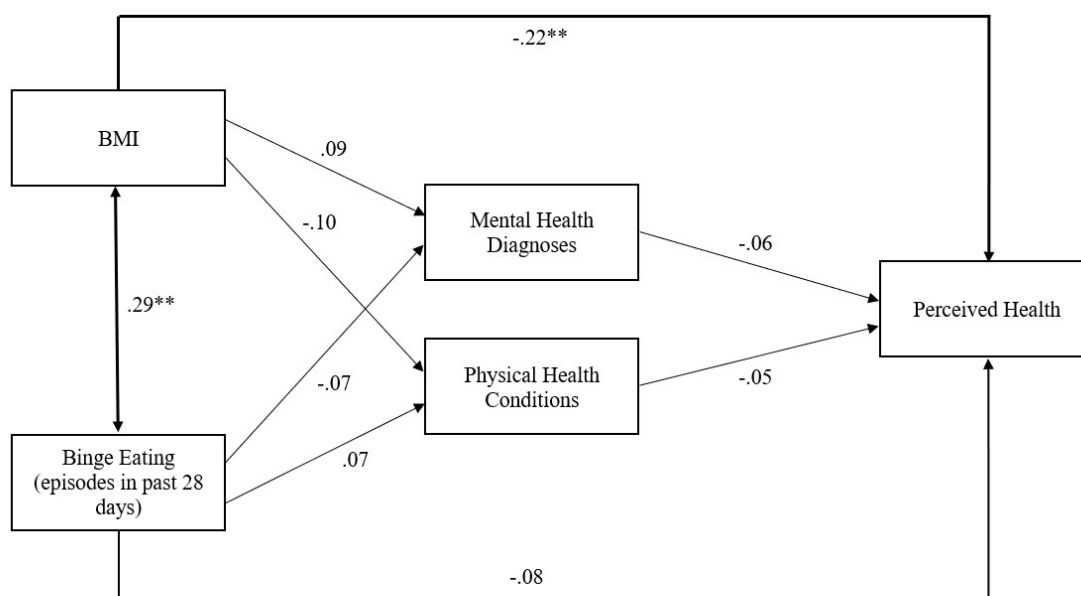 -.22**
BMI
.09
Mental Health
Diagnoses
-.10
-.06
.29**
Perceived Health
Physical Health
Conditions
-.07
-.05
Binge Eating
(episodes in past 28
days)
.07
-.08